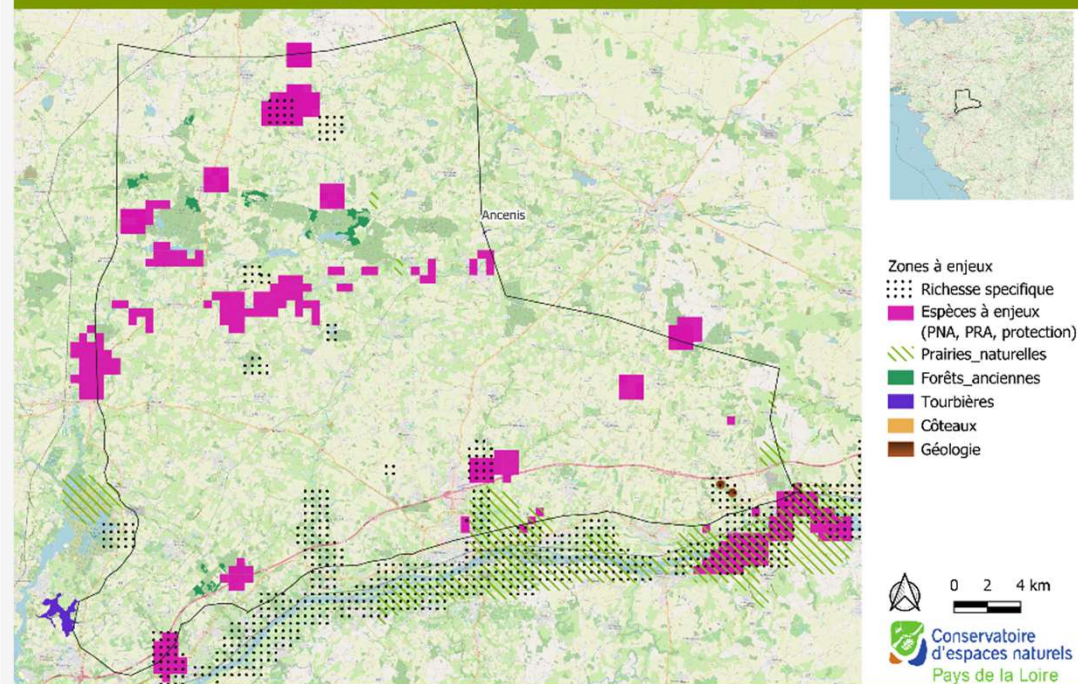 Ancenis
Zones à enjeux
Richesse specifique
Espèces à enjeux
(PNA, PRA, protection)
Prairies_naturelles
Forêts_anciennes
Tourbières
Côteaux
Géologie
0 2 4 km
Conservatoire
d'espaces naturels
Pays de la Loire